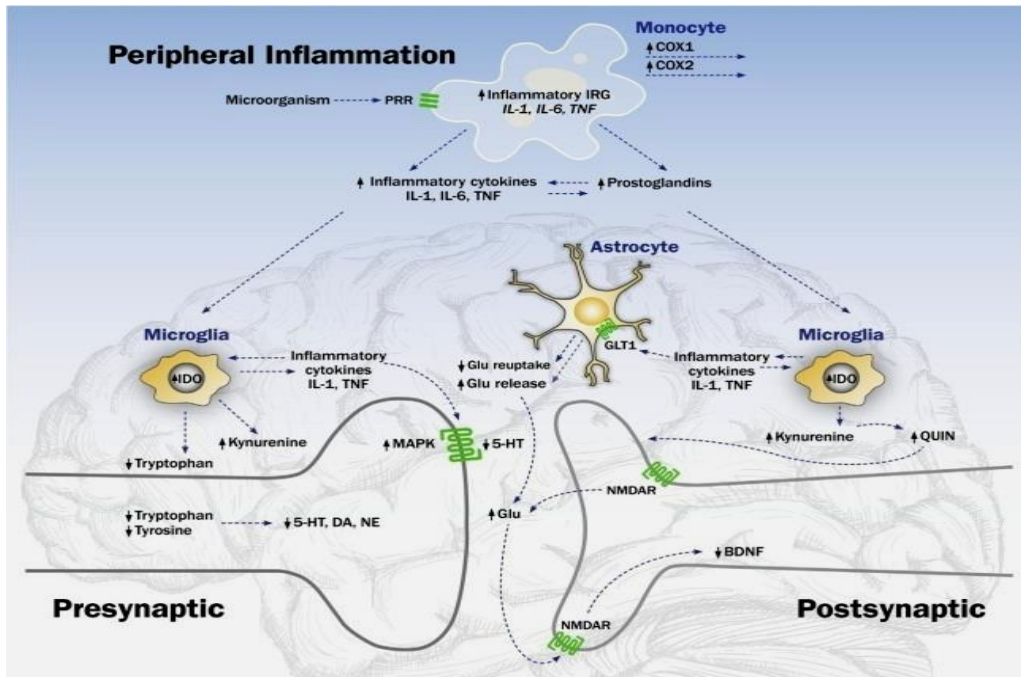 Peripheral Inflammation
Monocyte
↑COX1
↑COX2
Microorganism
PRR
↑Inflammatory IRG
IL-1, IL-6, TNF
↑ Inflammatory cytokines
IL-1, IL-6, TNF
↑Prostoglandins
Astrocyte
GLT1
Microglia
↑IDO
Inflammatory
cytokines
IL-1, TNF
↓ Glu reuptake
↑ Glu release
Inflammatory
cytokines
IL-1, TNF
Microglia
↑IDO
↑Kynurenine
↓Tryptophan
↑MAPK
↓5-HT
↑Kynurenine
↑QUIN
NMDAR
↑Glu
↓Tryptophan
↓Tyrosine
↓5-HT, DA, NE
↓BDNF
Presynaptic
NMDAR
Postsynaptic